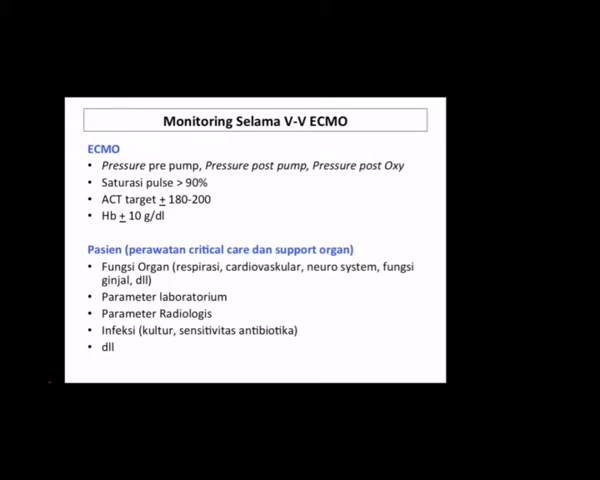 Monitoring Selama V-V ECMO
ECMO
• Pressure pre pump, Pressure post pump, Pressure post Oxy
• Saturasi pulse > 90%
• ACT target ± 180-200
• Hb ± 10 g/dl
Pasien (perawatan critical care dan support organ)
• Fungsi Organ (respirasi, cardiovaskular, neuro system, fungsi
ginjal, dll)
• Parameter laboratorium
• Parameter Radiologis
• Infeksi (kultur, sensitivitas antibiotika)
• dll